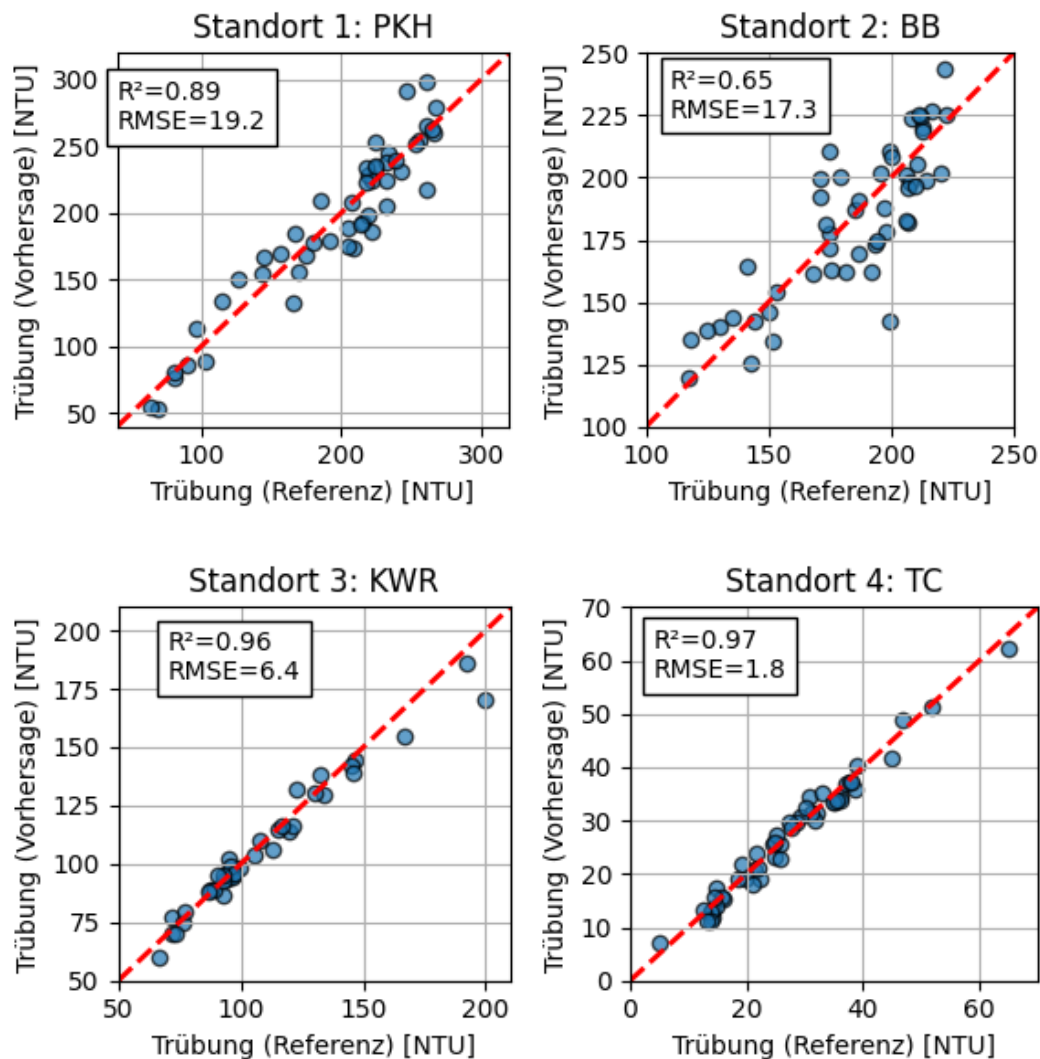 Standort 1: PKH
Trübung (Vorhersage) [NTU]
300
250
200
150
100
50
R²=0.89
RMSE=19.2
100
200
300
Trübung (Referenz) [NTU]
Standort 2: BB
Trübung (Vorhersage) [NTU]
250
225
200
175
150
125
100
R²=0.65
RMSE=17.3
100
150
200
250
Trübung (Referenz) [NTU]
Standort 3: KWR
Trübung (Vorhersage) [NTU]
200
175
150
125
100
75
50
R²=0.96
RMSE=6.4
50
100
150
200
Trübung (Referenz) [NTU]
Standort 4: TC
Trübung (Vorhersage) [NTU]
70
60
50
40
30
20
10
0
R²=0.97
RMSE=1.8
0
20
40
60
Trübung (Referenz) [NTU]